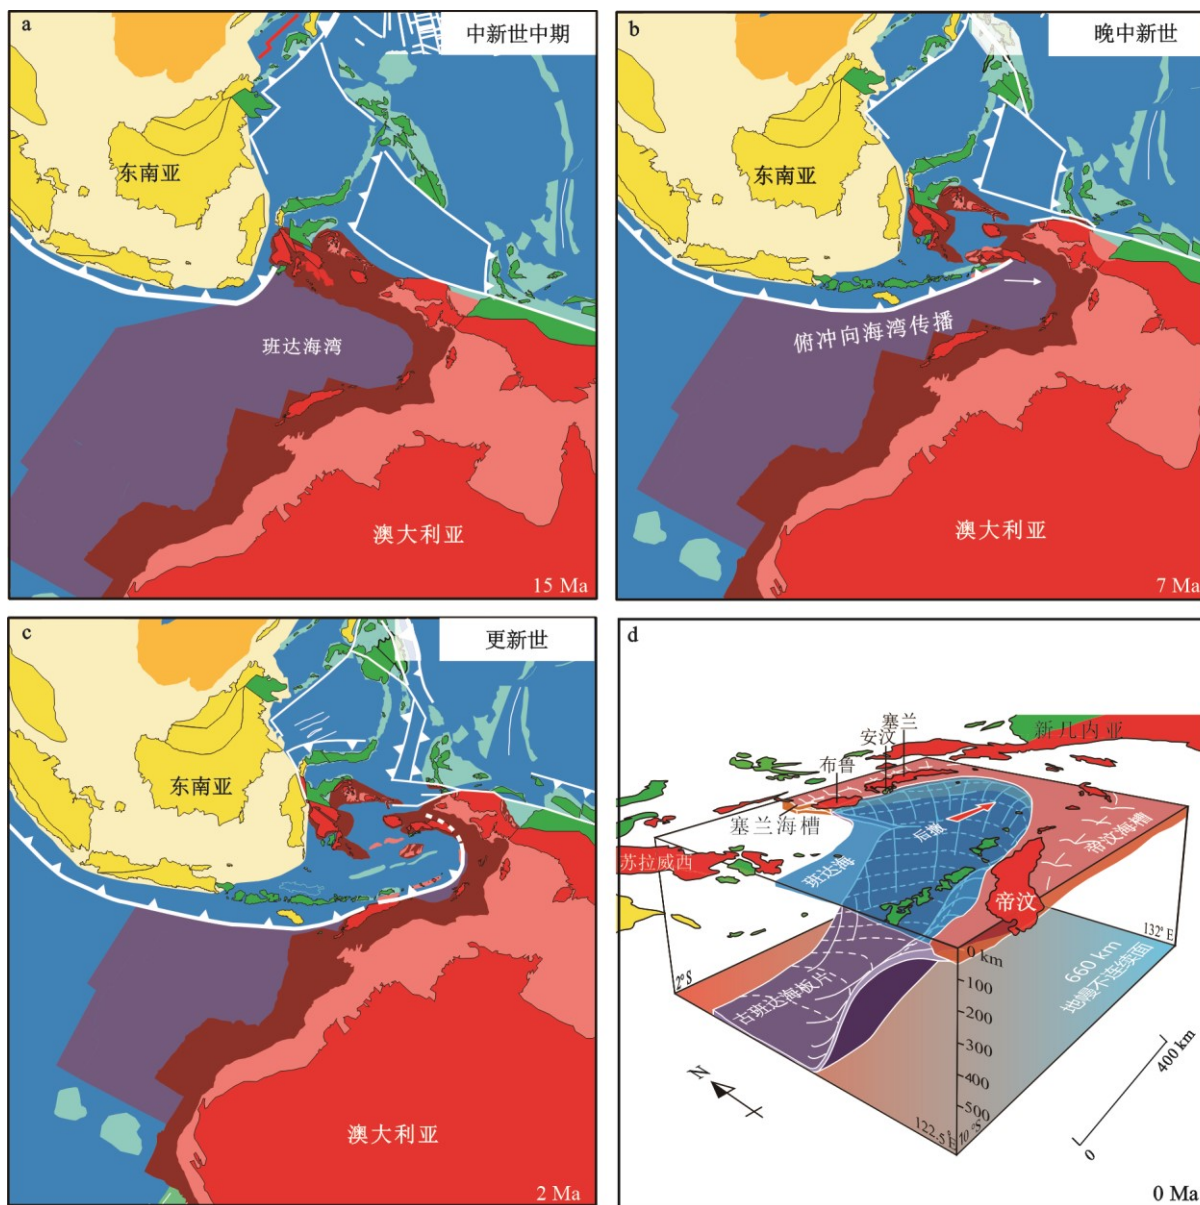 a
中新世中期
东南亚
班达海湾
澳大利亚
15 Ma
b
晚中新世
东南亚
俯冲向海湾传播
澳大利亚
7 Ma
c
更新世
东南亚
澳大利亚
2 Ma
d
塞兰
安汶
布鲁
新几内亚
塞兰海槽
苏拉威西
班达海
后撤
帝汶海槽
帝汶
古班达海板片
2° S
132° E
0 km
100
200
300
400
500
660 km
地幔不连续面
122.5° E
10 °S
N
400 km
0
0 Ma